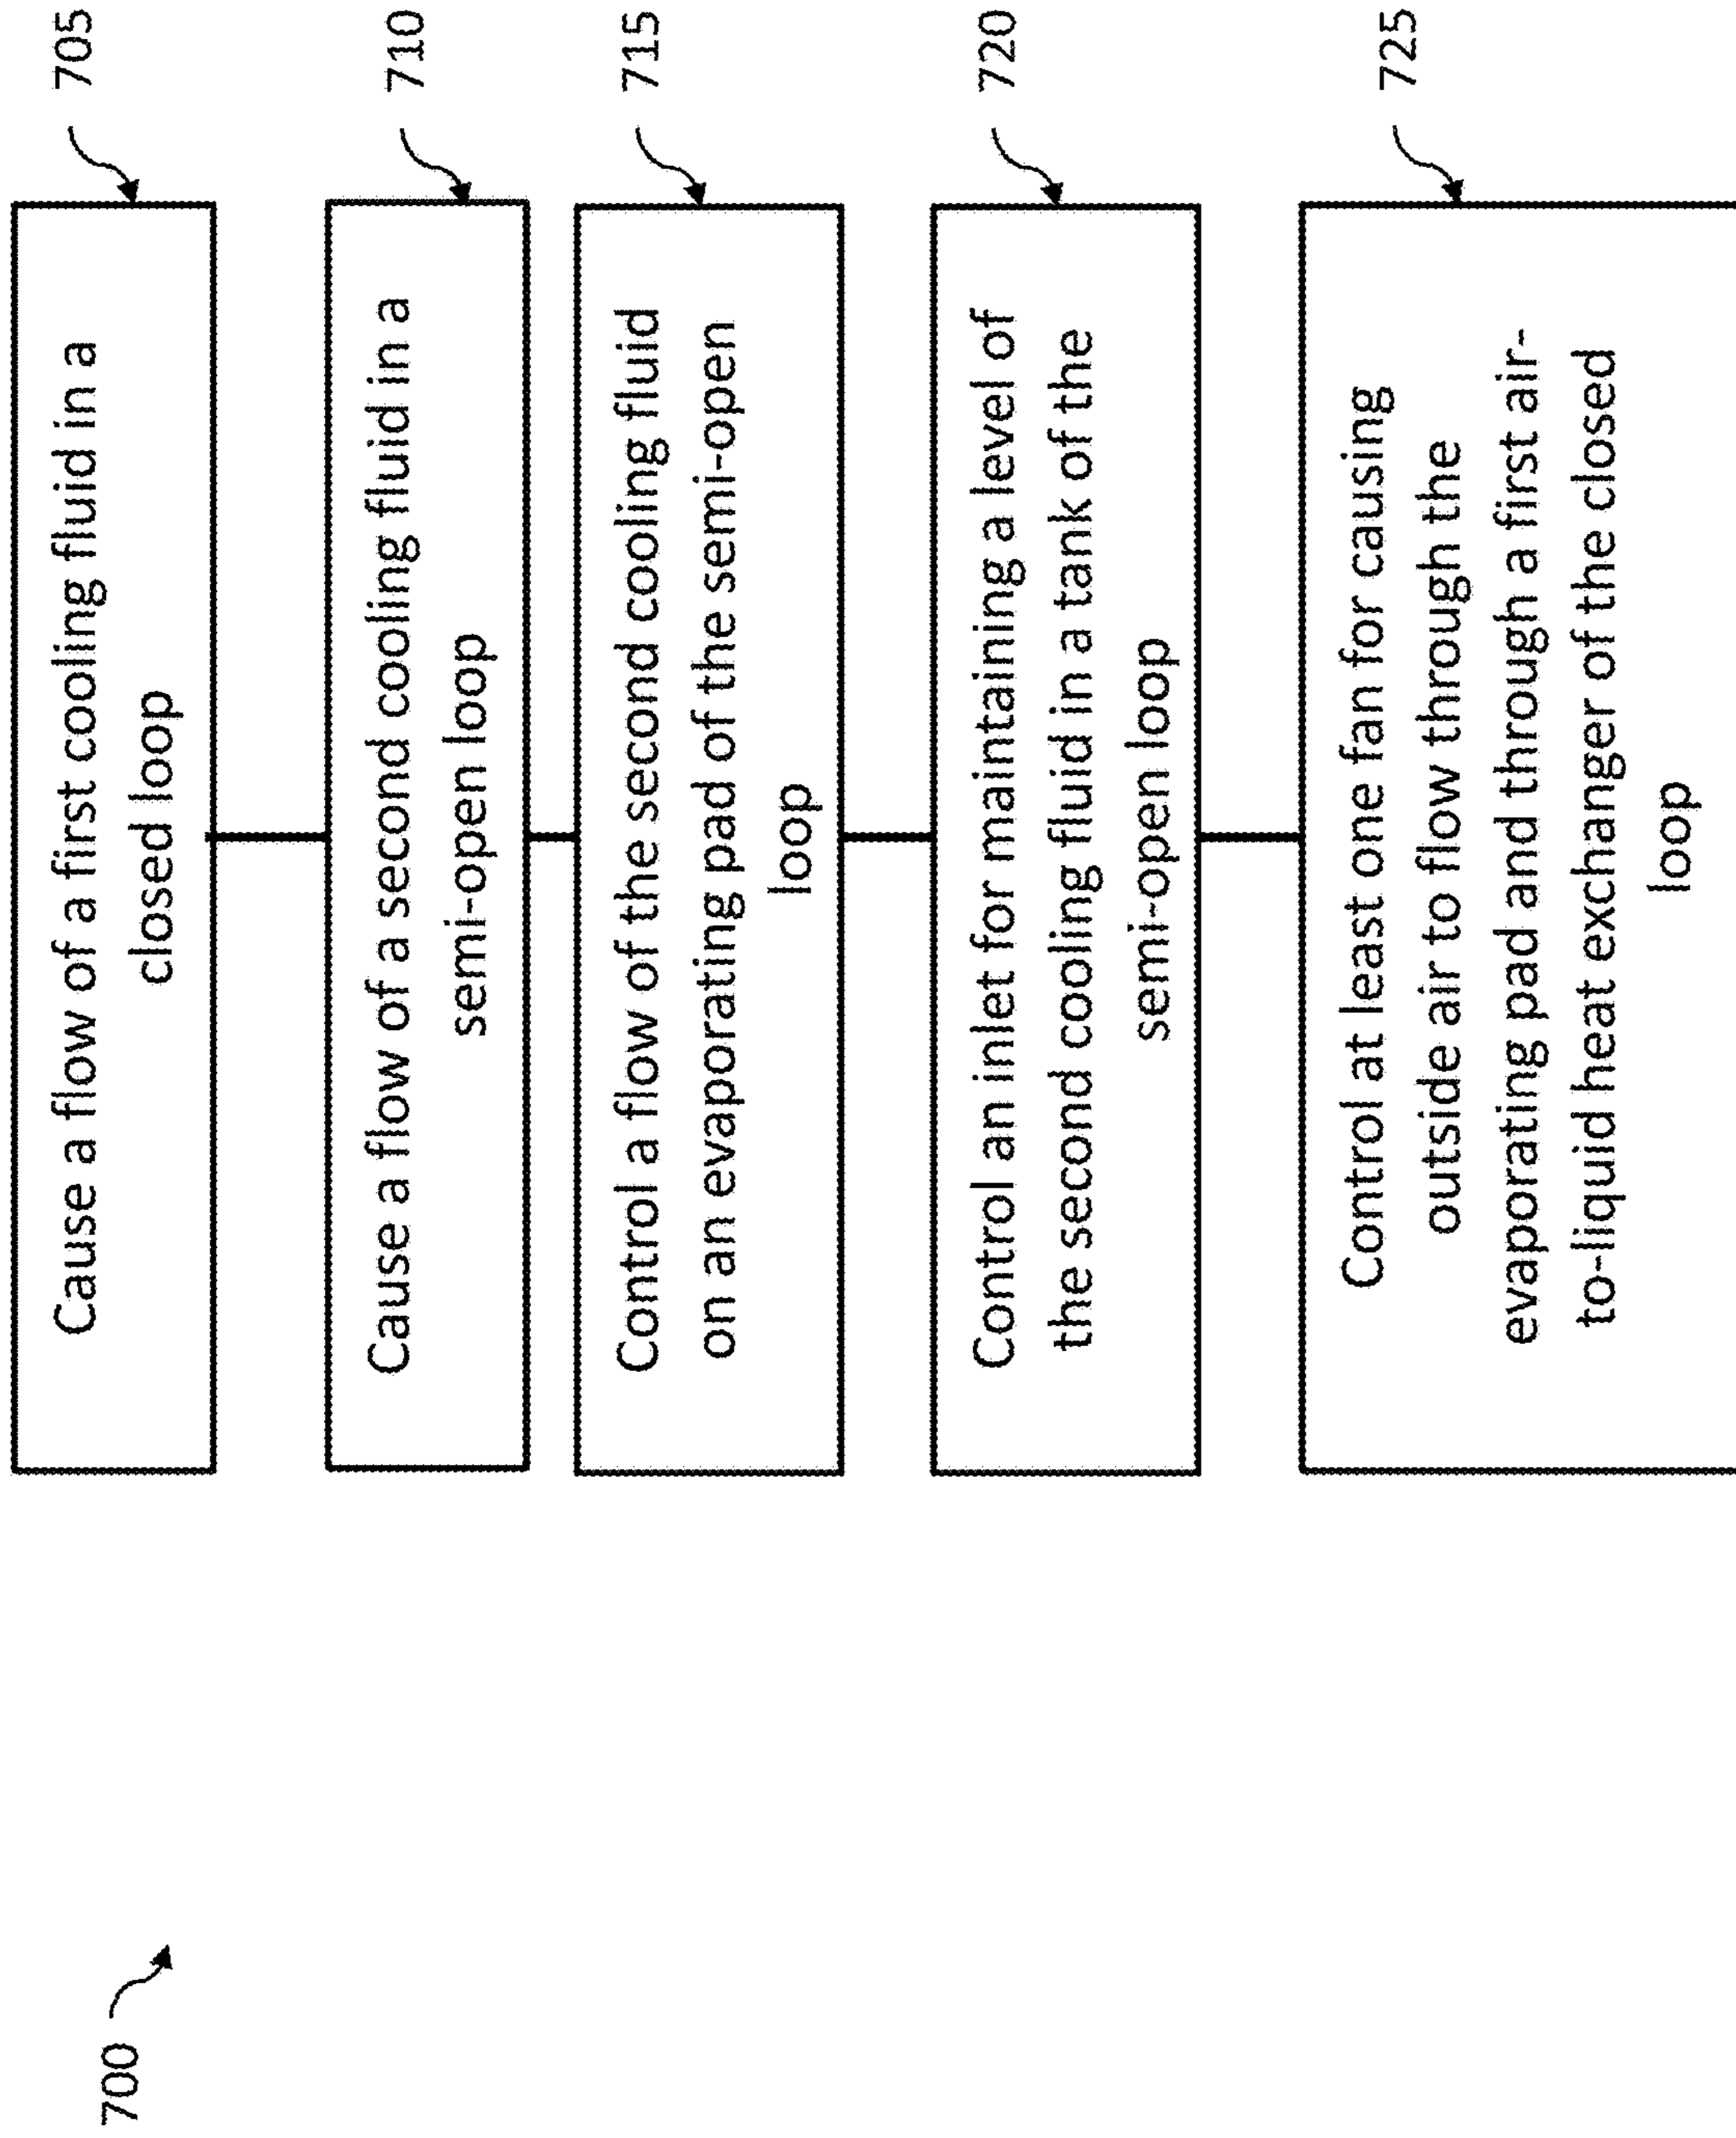 700
Cause a flow of a first cooling fluid in a
closed loop
705
Cause a flow of a second cooling fluid in a
semi-open loop
710
Control a flow of the second cooling fluid
on an evaporating pad of the semi-open
loop
715
Control an inlet for maintaining a level of
the second cooling fluid in a tank of the
semi-open loop
720
Control at least one fan for causing
outside air to flow through the
evaporating pad and through a first air-
to-liquid heat exchanger of the closed
loop
725